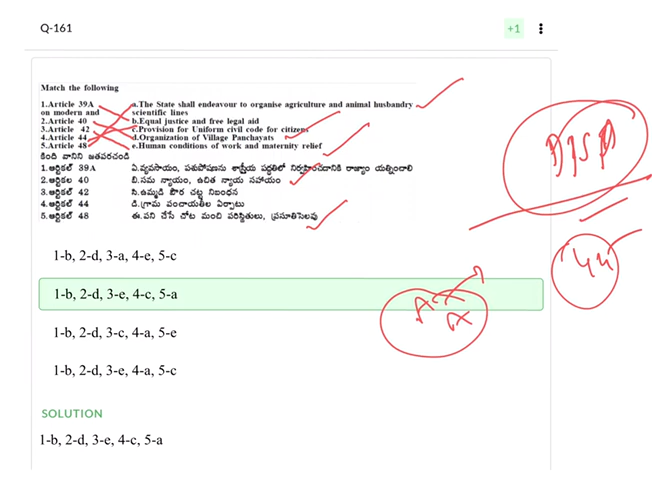 Q-161
+1
Match the following
1.Article 39A a.The State shall endeavour to organise agriculture and animal husbandry
on modern and scientific lines
2.Article 40 b.Equal justice and free legal aid
3.Article 42 c.Provision for Uniform civil code for citizen
4.Article 44 d.Organization of Village Panchayats
5.Article 48 e.Human conditions of work and maternity relief
కింది వానిని జతపరచండి
1.ఆర్టికల్ 39A ఏ.వ్యవసాయం, పశుపోషణను శాస్త్రీయ పద్ధతిలో నిర్వహించడానికి రాజ్యం యత్నించాలి
2.ఆర్టికల్ 40 బి.సమ న్యాయం, ఉచిత న్యాయ సహాయం
3.ఆర్టికల్ 42 సి.ఉమ్మడి పౌర చట్ట నిబంధన
4.ఆర్టికల్ 44 డి.గ్రామ పంచాయతీల ఏర్పాటు
5.ఆర్టికల్ 48 ఈ.పని చేసే చోట మంచి పరిస్థితులు, ప్రసూతిసెలవు
44
1-b, 2-d, 3-a, 4-e, 5-c
1-b, 2-d, 3-e, 4-c, 5-a
1-b, 2-d, 3-c, 4-a, 5-e
1-b, 2-d, 3-e, 4-a, 5-c
SOLUTION
1-b, 2-d, 3-e, 4-c, 5-a